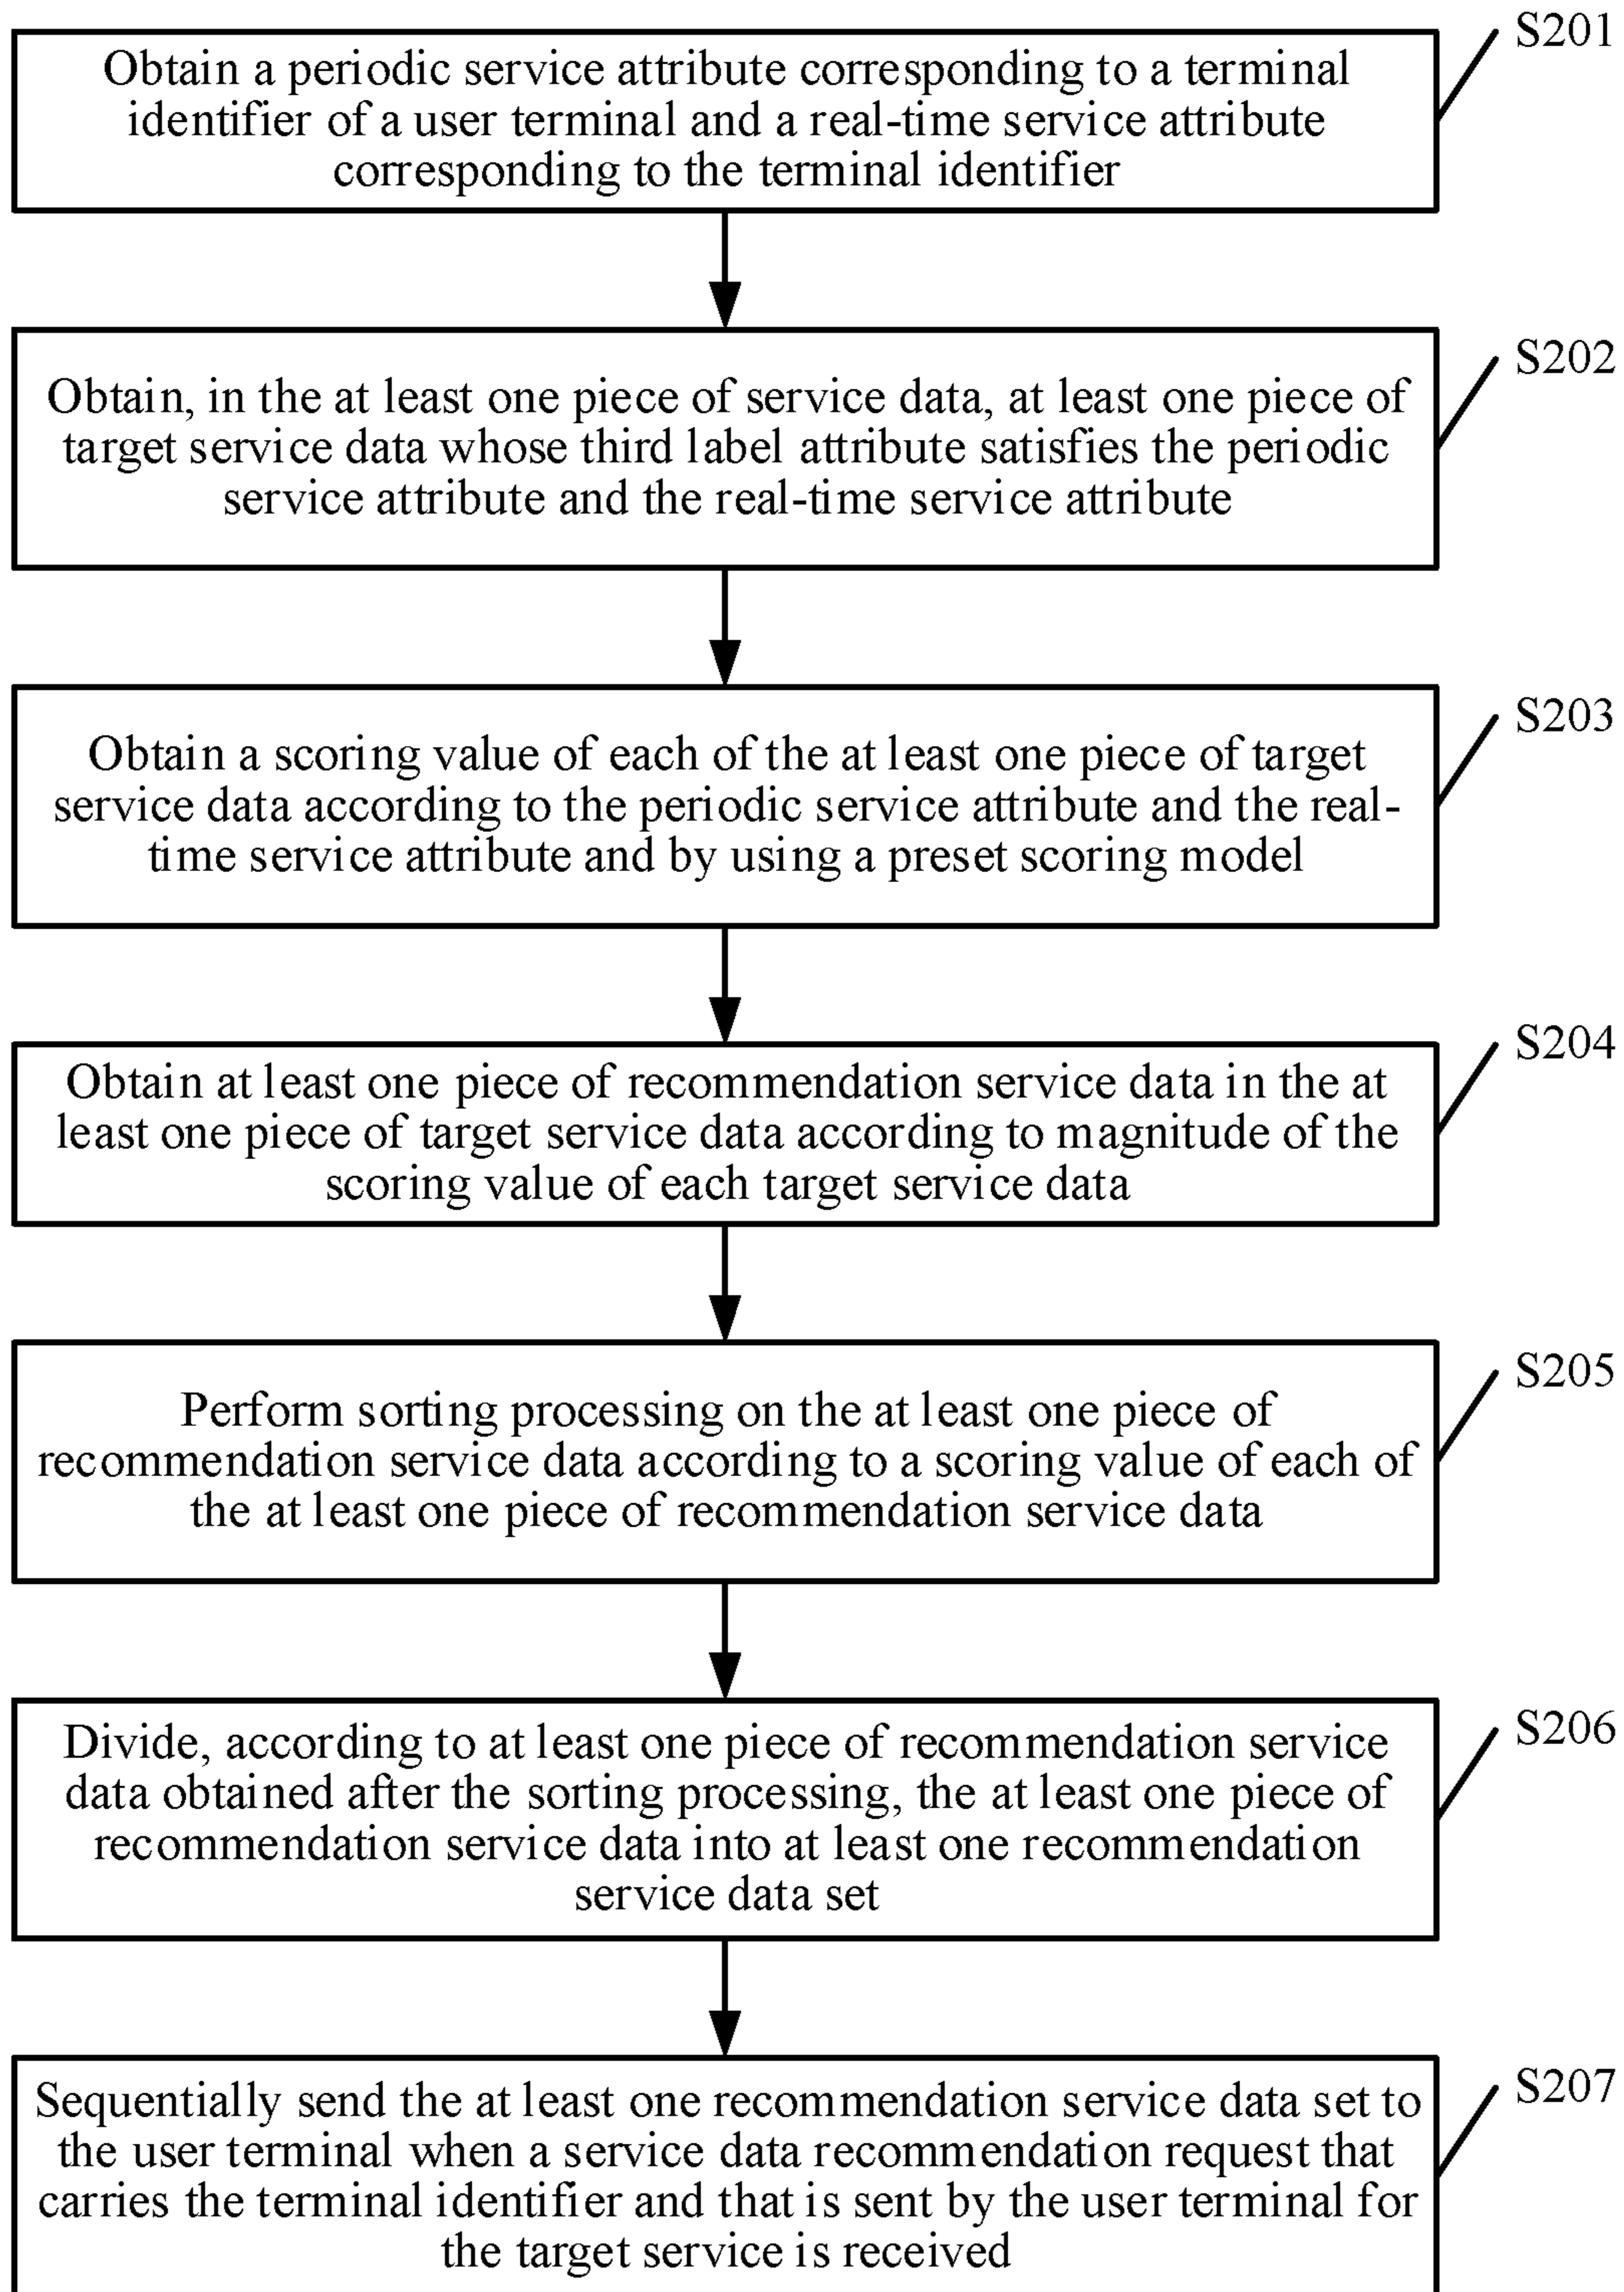 S201
Obtain a periodic service attribute corresponding to a terminal
identifier of a user terminal and a real-time service attribute
corresponding to the terminal identifier
S202
Obtain, in the at least one piece of service data, at least one piece of
target service data whose third label attribute satisfies the periodic
service attribute and the real-time service attribute
S203
Obtain a scoring value of each of the at least one piece of target
service data according to the periodic service attribute and the real-
time service attribute and by using a preset scoring model
S204
Obtain at least one piece of recommendation service data in the at
least one piece of target service data according to magnitude of the
scoring value of each target service data
S205
Perform sorting processing on the at least one piece of
recommendation service data according to a scoring value of each of
the at least one piece of recommendation service data
S206
Divide, according to at least one piece of recommendation service
data obtained after the sorting processing, the at least one piece of
recommendation service data into at least one recommendation
service data set
S207
Sequentially send the at least one recommendation service data set to
the user terminal when a service data recommendation request that
carries the terminal identifier and that is sent by the user terminal for
the target service is received